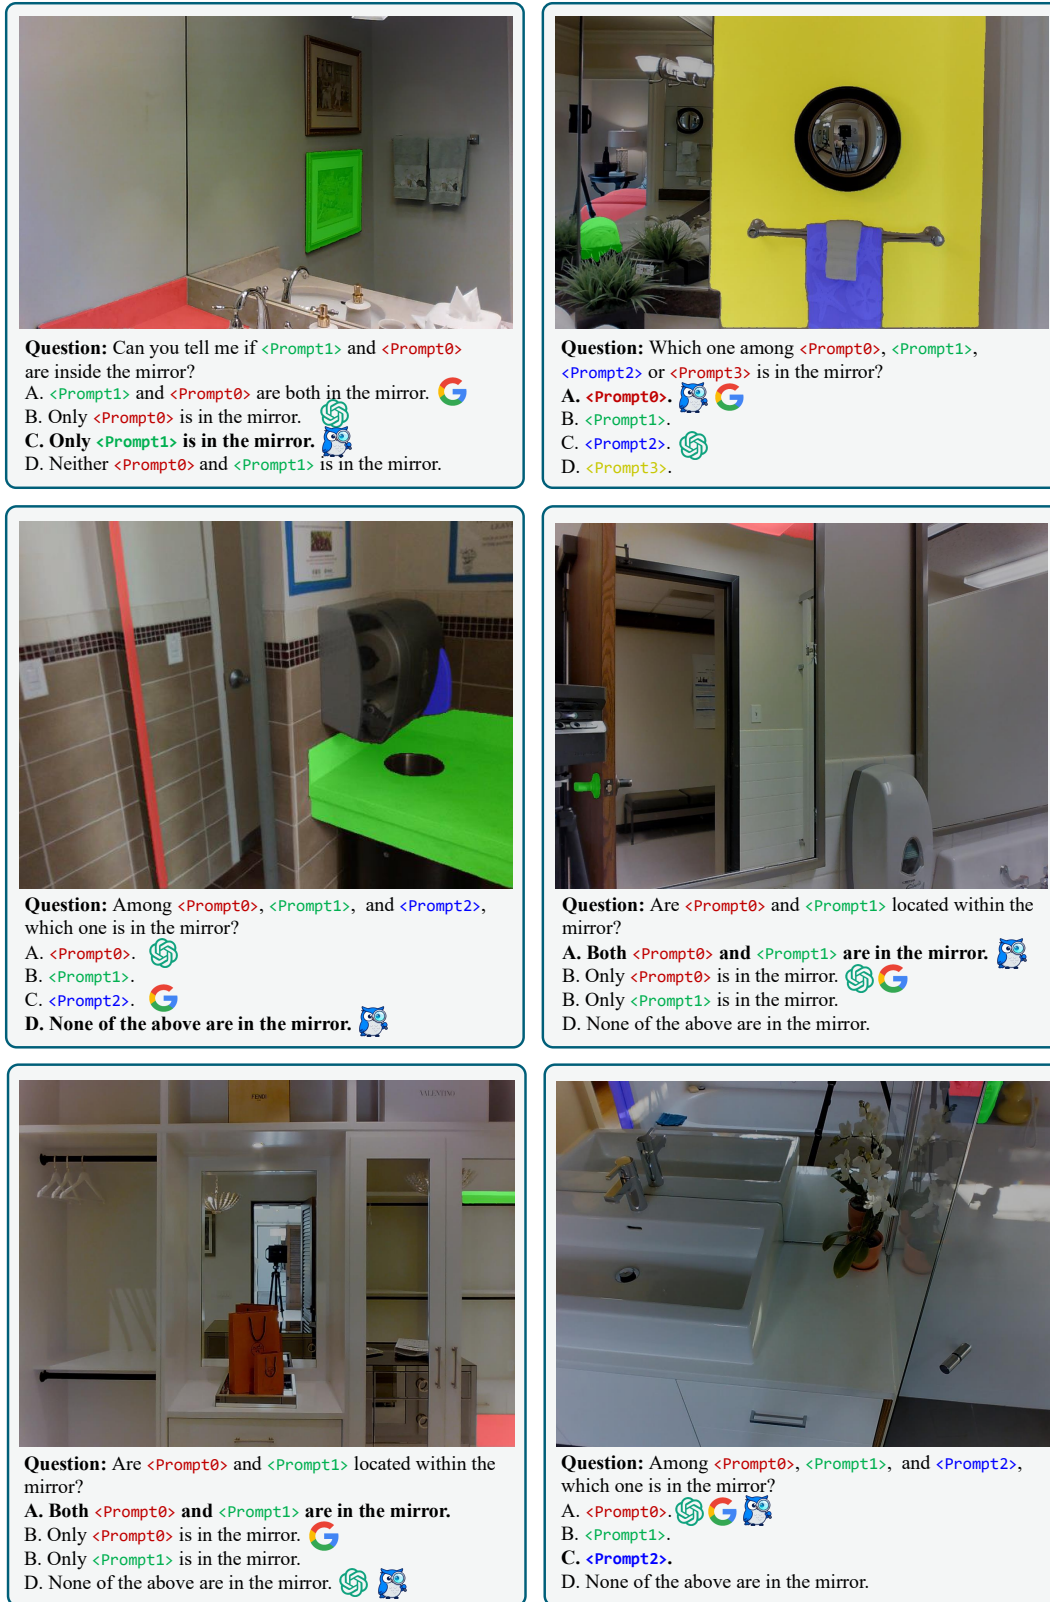 Question: Can you tell me if <Prompt1> and <Prompt0>
are inside the mirror?
A. <Prompt1> and <Prompt0> are both in the mirror.
B. Only <Prompt0> is in the mirror.
C. Only <Prompt1> is in the mirror.
D. Neither <Prompt0> and <Prompt1> is in the mirror.
Question: Which one among <Prompt0>, <Prompt1>,
<Prompt2> or <Prompt3> is in the mirror?
A. <Prompt0>.
B. <Prompt1>.
C. <Prompt2>.
D. <Prompt3>.
Question: Among <Prompt0>, <Prompt1>, and <Prompt2>,
which one is in the mirror?
A. <Prompt0>.
B. <Prompt1>.
C. <Prompt2>.
D. None of the above are in the mirror.
Question: Are <Prompt0> and <Prompt1> located within the
mirror?
A. Both <Prompt0> and <Prompt1> are in the mirror.
B. Only <Prompt0> is in the mirror.
B. Only <Prompt1> is in the mirror.
D. None of the above are in the mirror.
FENDI
VALENTINO
Question: Are <Prompt0> and <Prompt1> located within the
mirror?
A. Both <Prompt0> and <Prompt1> are in the mirror.
B. Only <Prompt0> is in the mirror.
B. Only <Prompt1> is in the mirror.
D. None of the above are in the mirror.
Question: Among <Prompt0>, <Prompt1>, and <Prompt2>,
which one is in the mirror?
A. <Prompt0>.
B. <Prompt1>.
C. <Prompt2>.
D. None of the above are in the mirror.